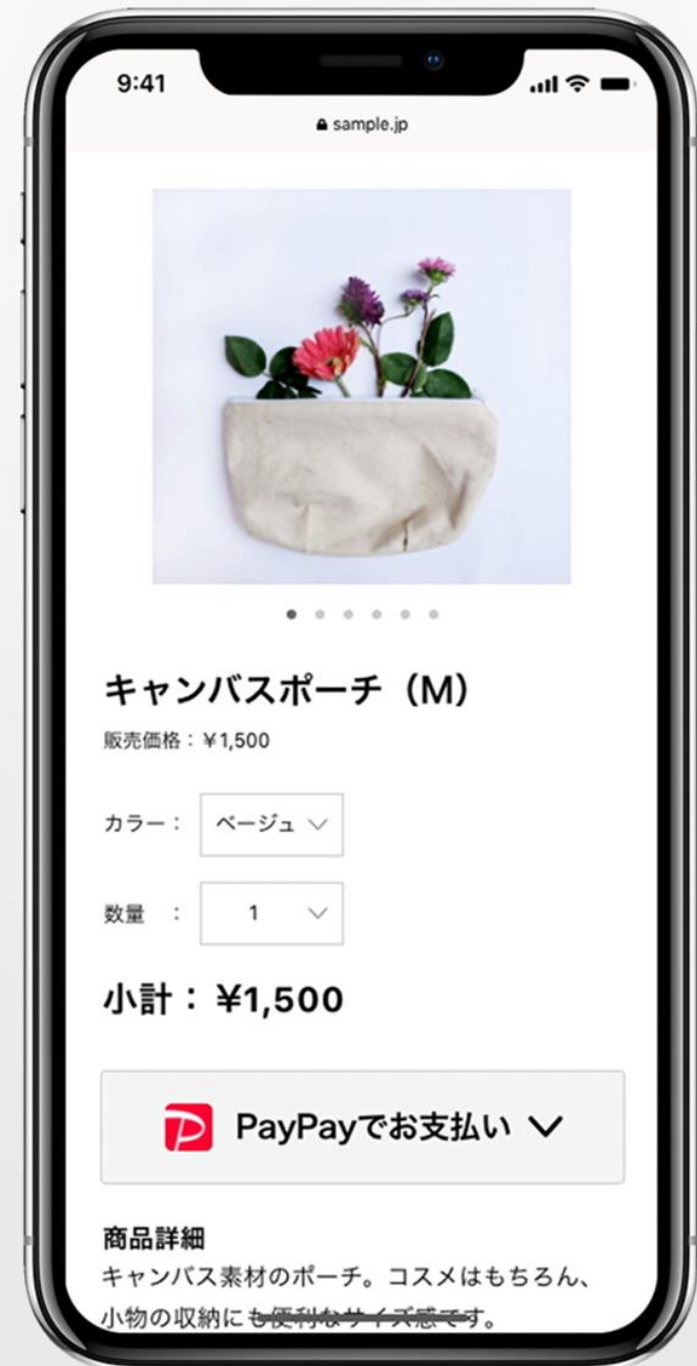 9:41
sample.jp
キャンバスポーチ（M）
販売価格：¥1,500
カラー： ベージュ
数量 ： 1
小計：¥1,500
PayPayでお支払い
商品詳細
キャンバス素材のポーチ。コスメはもちろん、
小物の収納にも便利なサイズ感です。